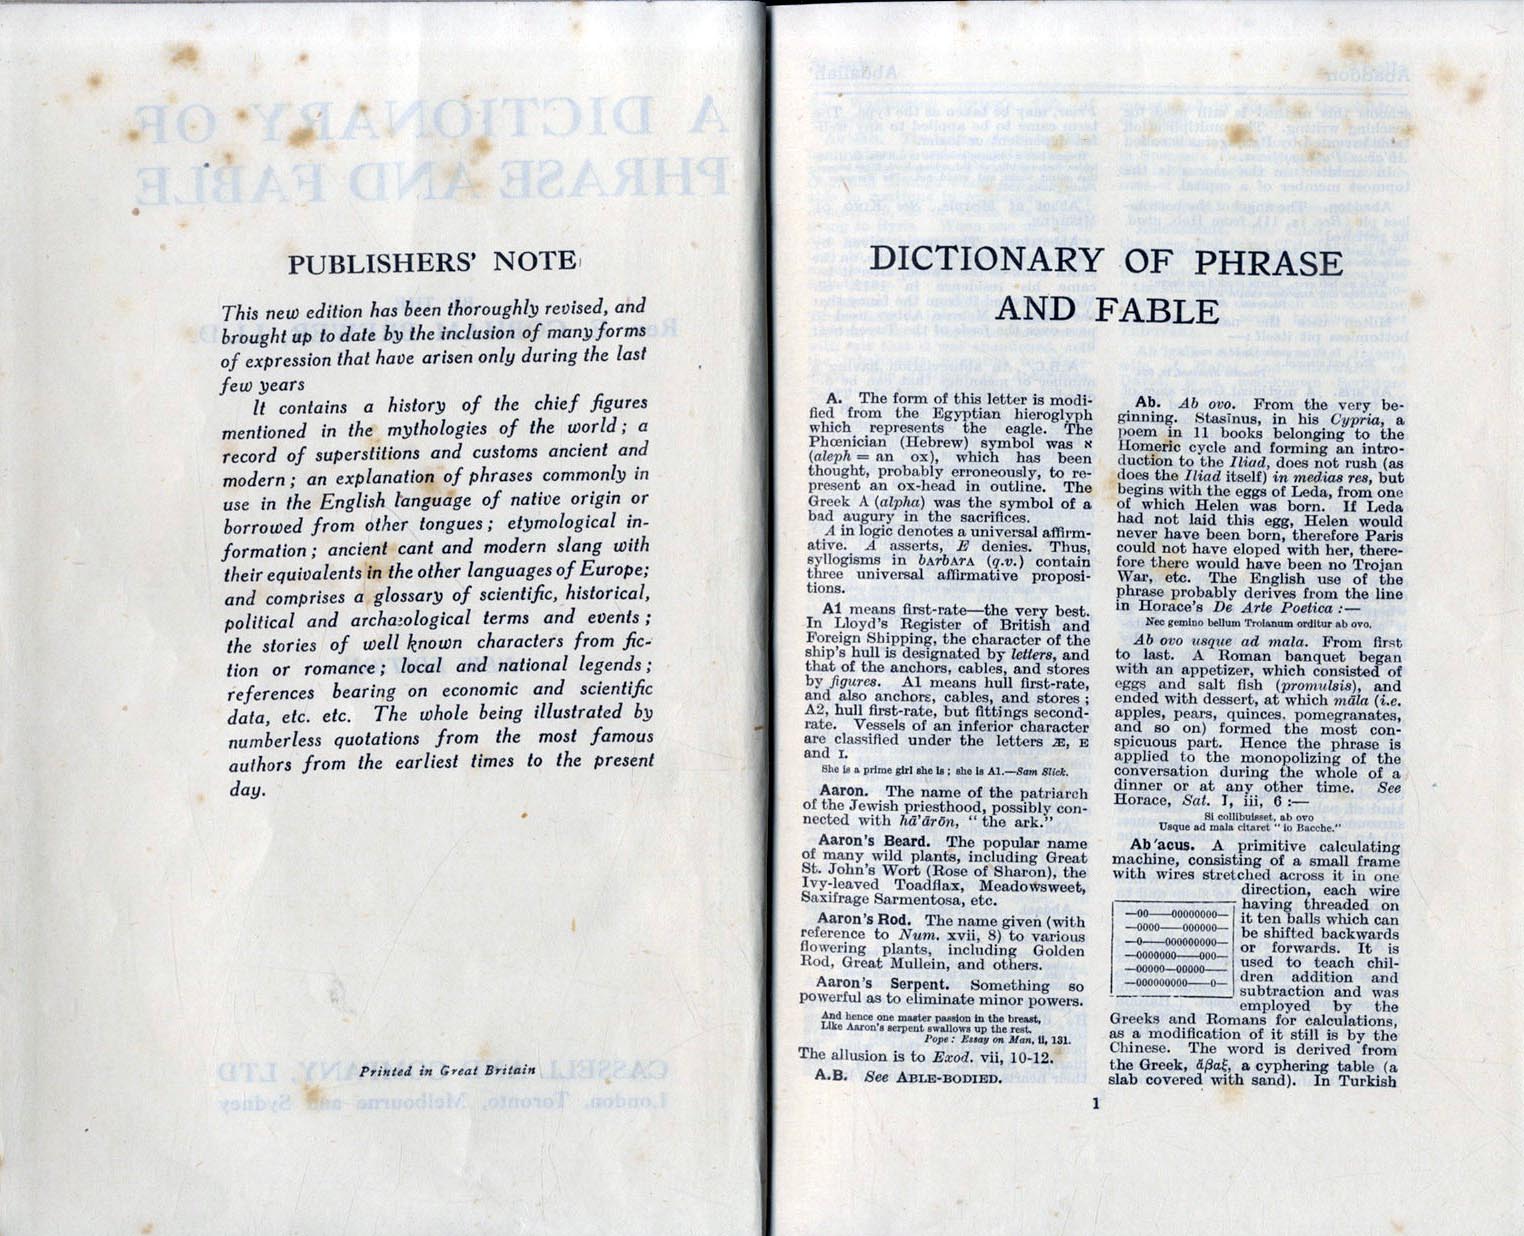 PUBLISHERS' NOTE
This new edition has been thoroughly revised, and
brought up to date by the inclusion of many forms
of expression that have arisen only during the last
few years
It contains a history of the chief figures
mentioned in the mythologies of the world; a
record of superstitions and customs ancient and
modern; an explanation of phrases commonly in
use in the English language of native origin or
borrowed from other tongues; etymological in-
formation; ancient cant and modern slang with
their equivalents in the other languages of Europe;
and comprises a glossary of scientific, historical,
political and archæological terms and events;
the stories of well known characters from fic-
tion or romance; local and national legends;
references bearing on economic and scientific
data, etc. etc. The whole being illustrated by
numberless quotations from the most famous
authors from the earliest times to the present
day.
Printed in Great Britain
DICTIONARY OF PHRASE
AND FABLE
A. The form of this letter is modi-
fied from the Egyptian hieroglyph
which represents the eagle. The
Phœnician (Hebrew) symbol was א
(aleph = an ox), which has been
thought, probably erroneously, to re-
present an ox-head in outline. The
Greek A (alpha) was the symbol of a
bad augury in the sacrifices.
A in logic denotes a universal affirm-
ative. A asserts, E denies. Thus,
syllogisms in bArbArA (q.v.) contain
three universal affirmative proposi-
tions.
A1 means first-rate—the very best.
In Lloyd's Register of British and
Foreign Shipping, the character of the
ship's hull is designated by letters, and
that of the anchors, cables, and stores
by figures. A1 means hull first-rate,
and also anchors, cables, and stores;
A2, hull first-rate, but fittings second-
rate. Vessels of an inferior character
are classified under the letters Æ, E
and I.
She is a prime girl she is; she is A1.—Sam Slick.
Aaron. The name of the patriarch
of the Jewish priesthood, possibly con-
nected with hā'ārōn, "the ark."
Aaron's Beard. The popular name
of many wild plants, including Great
St. John's Wort (Rose of Sharon), the
Ivy-leaved Toadflax, Meadowsweet,
Saxifrage Sarmentosa, etc.
Aaron's Rod. The name given (with
reference to Num. xvii, 8) to various
flowering plants, including Golden
Rod, Great Mullein, and others.
Aaron's Serpent. Something so
powerful as to eliminate minor powers.
And hence one master passion in the breast,
Like Aaron's serpent swallows up the rest.
Pope: Essay on Man, ii, 131.
The allusion is to Exod. vii, 10-12.
A.B. See ABLE-BODIED.
Ab. Ab ovo. From the very be-
ginning. Stasīnus, in his Cypria, a
poem in 11 books belonging to the
Homeric cycle and forming an intro-
duction to the Iliad, does not rush (as
does the Iliad itself) in medias res, but
begins with the eggs of Leda, from one
of which Helen was born. If Leda
had not laid this egg, Helen would
never have been born, therefore Paris
could not have eloped with her, there-
fore there would have been no Trojan
War, etc. The English use of the
phrase probably derives from the line
in Horace's De Arte Poetica:—
Nec gemino bellum Troianum orditur ab ovo.
Ab ovo usque ad mala. From first
to last. A Roman banquet began
with an appetizer, which consisted of
eggs and salt fish (promulsis), and
ended with dessert, at which māla (i.e.
apples, pears, quinces, pomegranates,
and so on) formed the most con-
spicuous part. Hence the phrase is
applied to the monopolizing of the
conversation during the whole of a
dinner or at any other time. See
Horace, Sat. I, iii, 6:—
Si collibuisset, ab ovo
Usque ad mala citaret "io Bacche."
Ab'acus. A primitive calculating
machine, consisting of a small frame
with wires stretched across it in one
direction, each wire
having threaded on
it ten balls which can
be shifted backwards
or forwards. It is
used to teach chil-
dren addition and
subtraction and was
employed by the
Greeks and Romans for calculations,
as a modification of it still is by the
Chinese. The word is derived from
the Greek, ἄβαξ, a cyphering table (a
slab covered with sand). In Turkish
—00——00000000—
—0000——000000—
—0——000000000—
—0000000——000—
—00000—00000——
—000000000——0—
1